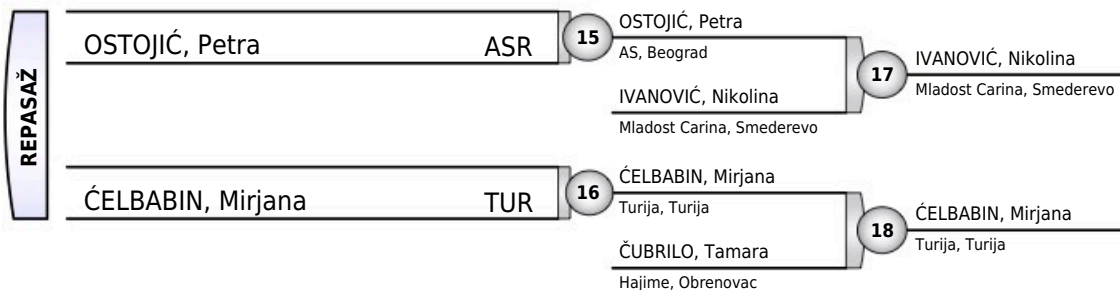 REPASAŽ
OSTOJIĆ, Petra ASR
15
OSTOJIĆ, Petra
AS, Beograd
IVANOVIĆ, Nikolina
Mladost Carina, Smederevo
17
IVANOVIĆ, Nikolina
Mladost Carina, Smederevo
ĆELBABIN, Mirjana TUR
16
ĆELBABIN, Mirjana
Turija, Turija
ČUBRILO, Tamara
Hajime, Obrenovac
18
ĆELBABIN, Mirjana
Turija, Turija